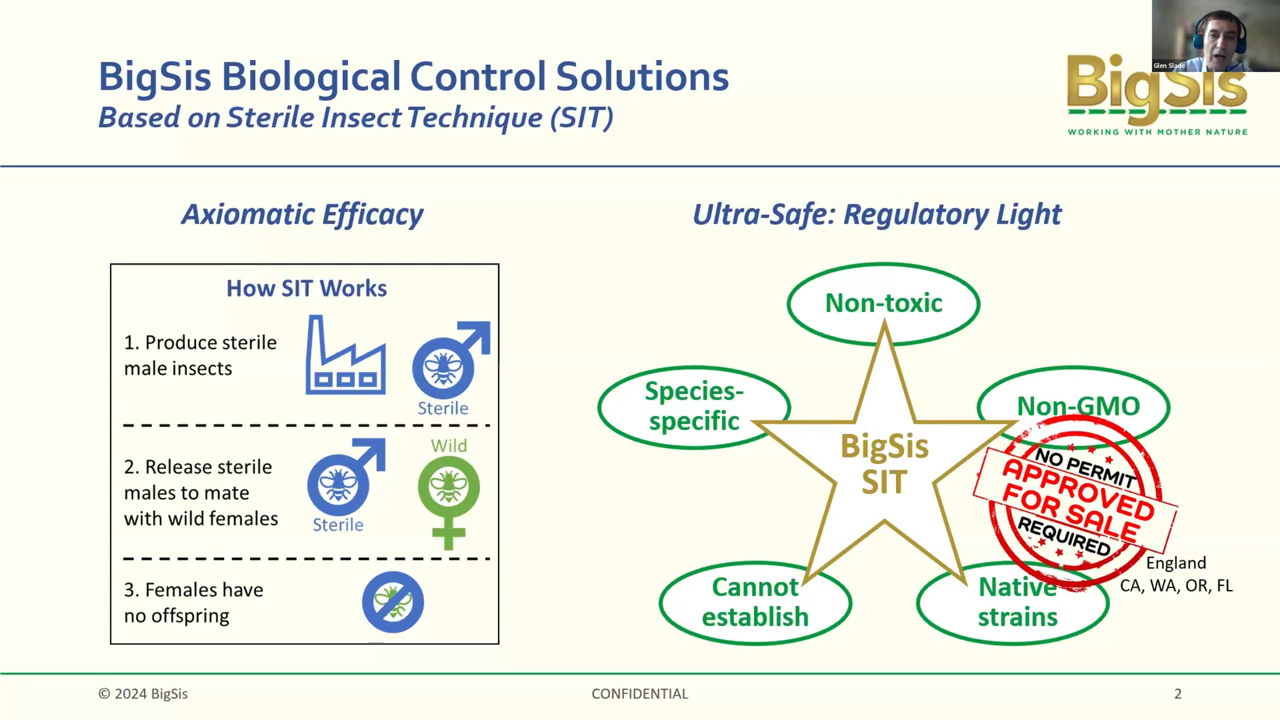 BigSis Biological Control Solutions
Based on Sterile Insect Technique (SIT)
Glen Slade
BigSis
WORKING WITH MOTHER NATURE
Axiomatic Efficacy
How SIT Works
1. Produce sterile
male insects
Sterile
2. Release sterile
males to mate
with wild females
Sterile
Wild
3. Females have
no offspring
Ultra-Safe: Regulatory Light
Non-toxic
Species-
specific
Non-GMO
BigSis
SIT
NO PERMIT
APPROVED
FOR SALE
REQUIRED
England
CA, WA, OR, FL
Cannot
establish
Native
strains
© 2024 BigSis
CONFIDENTIAL
2